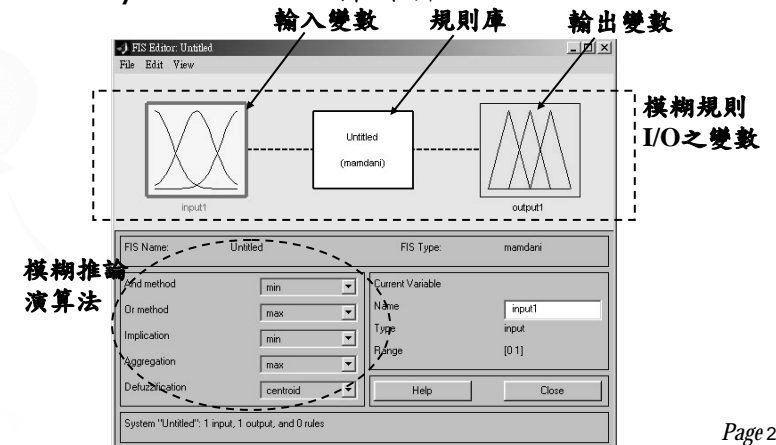 輸入變數 規則庫 輸出變數
FIS Editor: Untitled
File Edit View
模糊規則
I/O之變數
Untitled
(mamdani)
input1
output1
FIS Name: Untitled FIS Type: mamdani
模糊推論
演算法
And method min
Or method max
Implication min
Aggregation max
Defuzzification centroid
Current Variable
Name input1
Type input
Range [0 1]
Help Close
System "Untitled": 1 input, 1 output, and 0 rules
Page 2